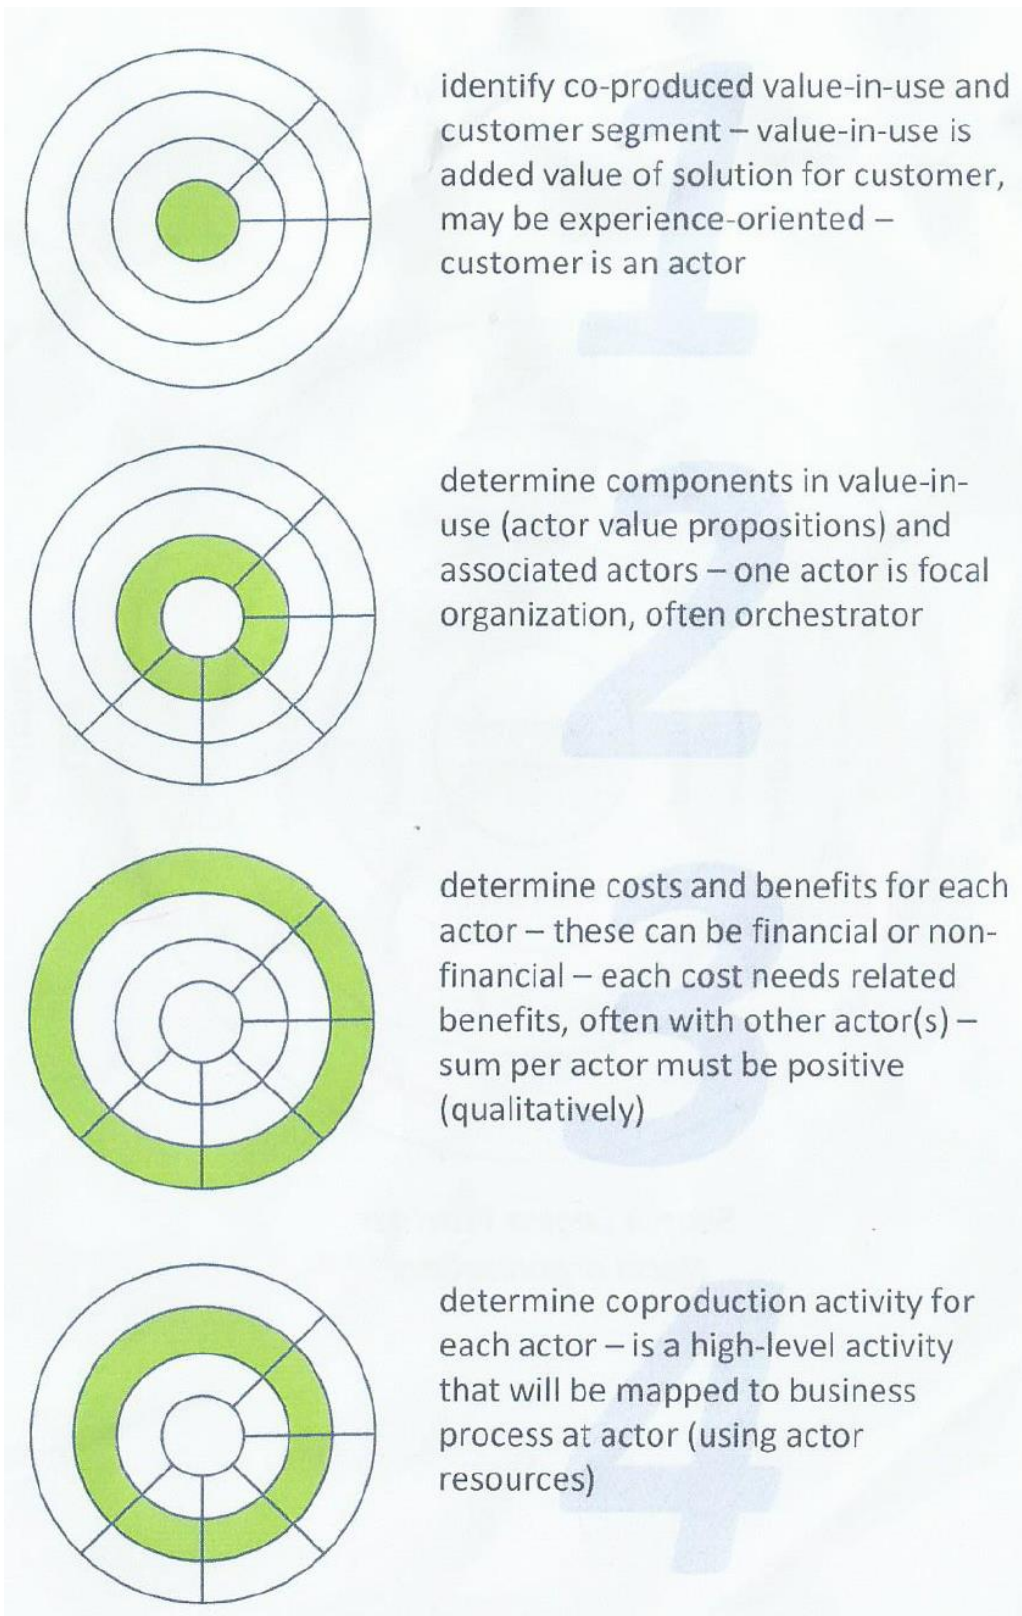 1
identify co-produced value-in-use and
customer segment – value-in-use is
added value of solution for customer,
may be experience-oriented –
customer is an actor
2
determine components in value-in-
use (actor value propositions) and
associated actors – one actor is focal
organization, often orchestrator
3
determine costs and benefits for each
actor – these can be financial or non-
financial – each cost needs related
benefits, often with other actor(s) –
sum per actor must be positive
(qualitatively)
4
determine coproduction activity for
each actor – is a high-level activity
that will be mapped to business
process at actor (using actor
resources)